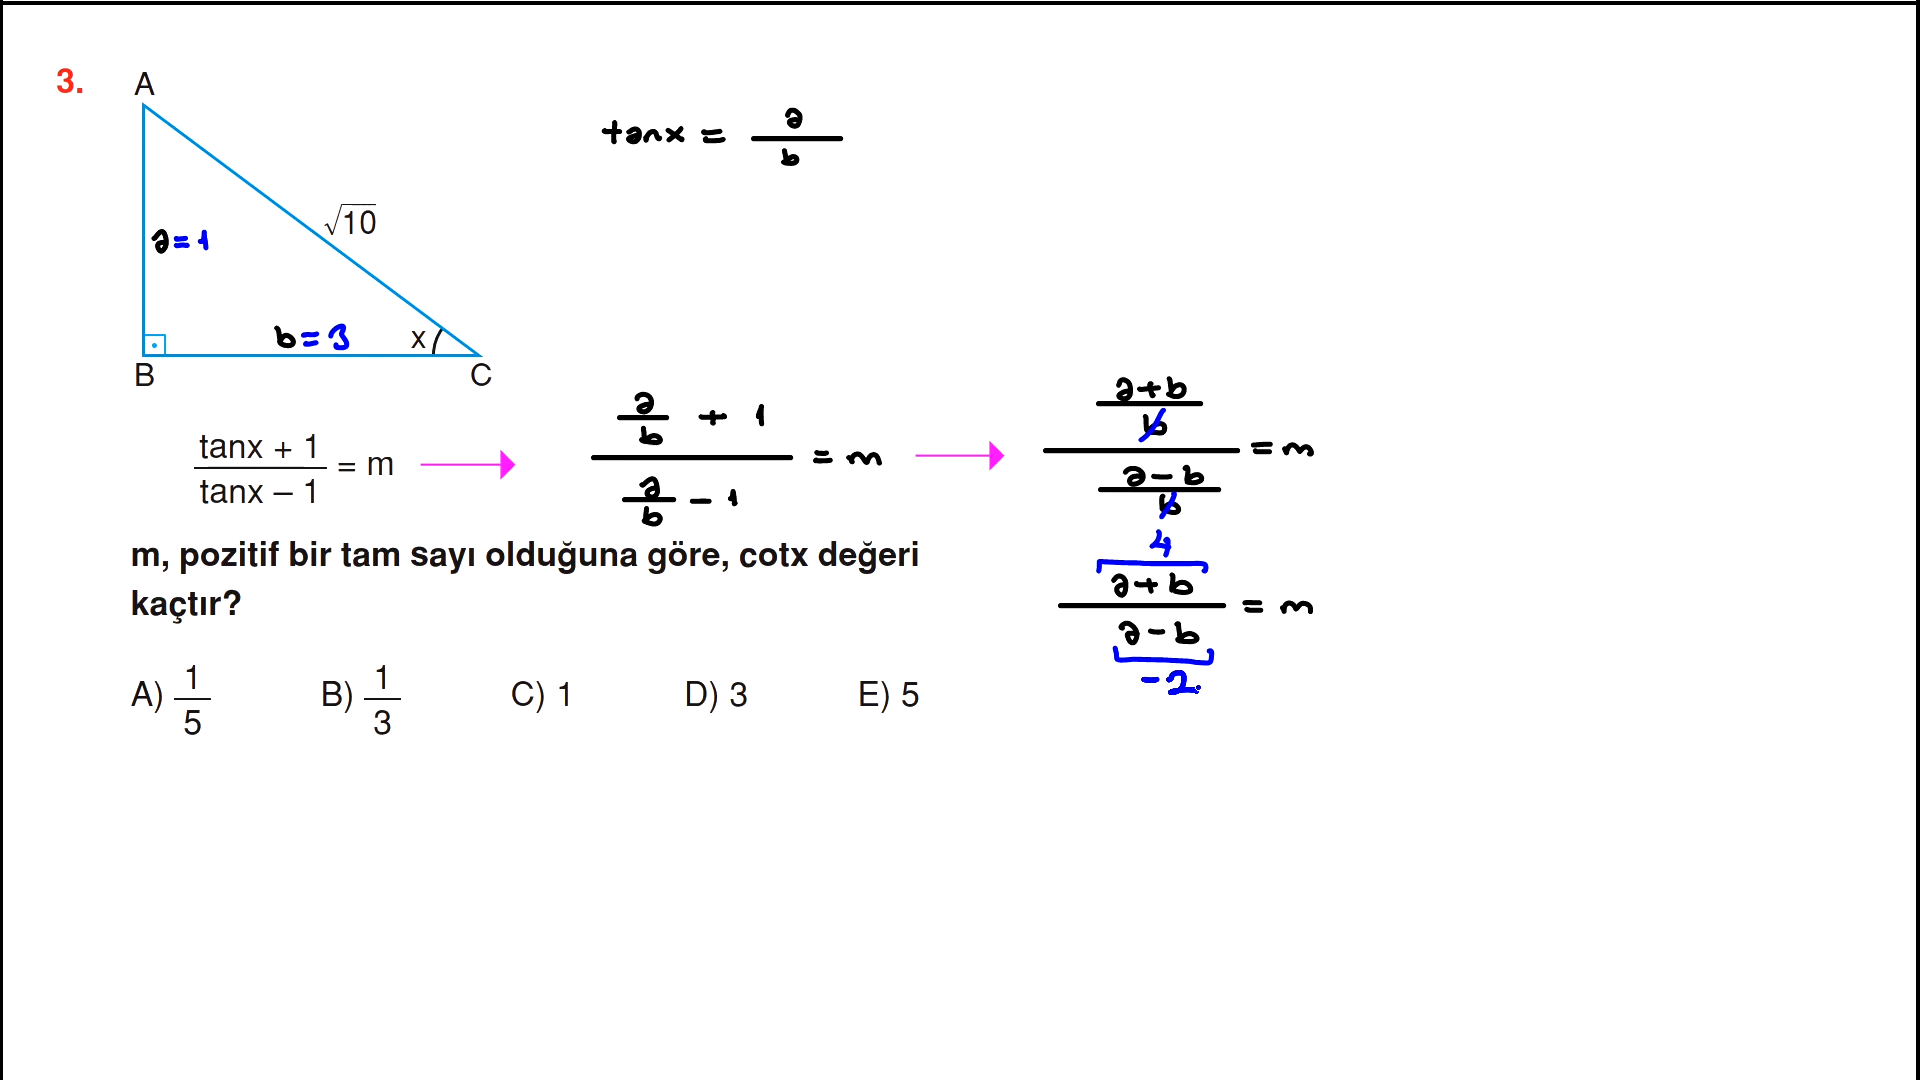 3.
A
tanx = a/b
√10
a=1
b=3
x
B
C
(tanx + 1)/(tanx – 1) = m
(a/b + 1)/(a/b - 1) = m
((a+b)/b)/((a-b)/b) = m
m, pozitif bir tam sayı olduğuna göre, cotx değeri
kaçtır?
4
(a+b)/(a-b) = m
-2
A) 1/5 B) 1/3 C) 1 D) 3 E) 5